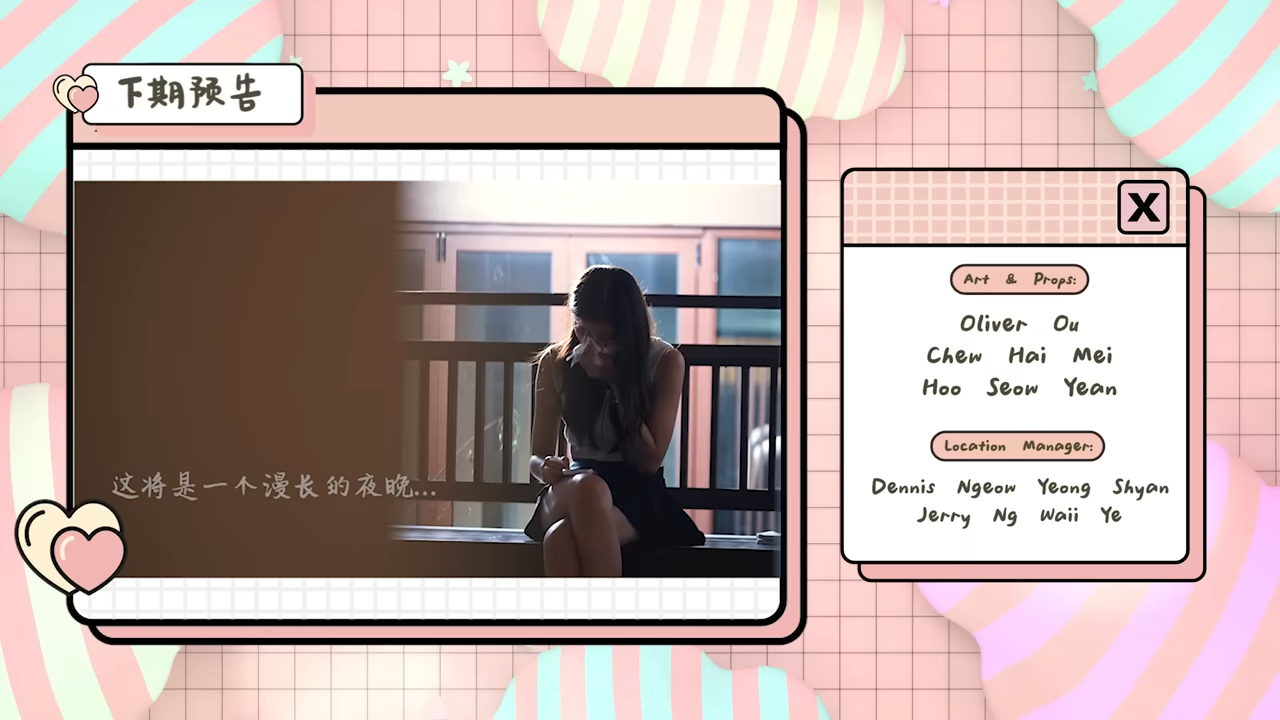 下期预告
这将是一个漫长的夜晚...
X
Art & Props:
Oliver Ou
Chew Hai Mei
Hoo Seow Yean
Location Manager:
Dennis Ngeow Yeong Shyan
Jerry Ng Waii Ye